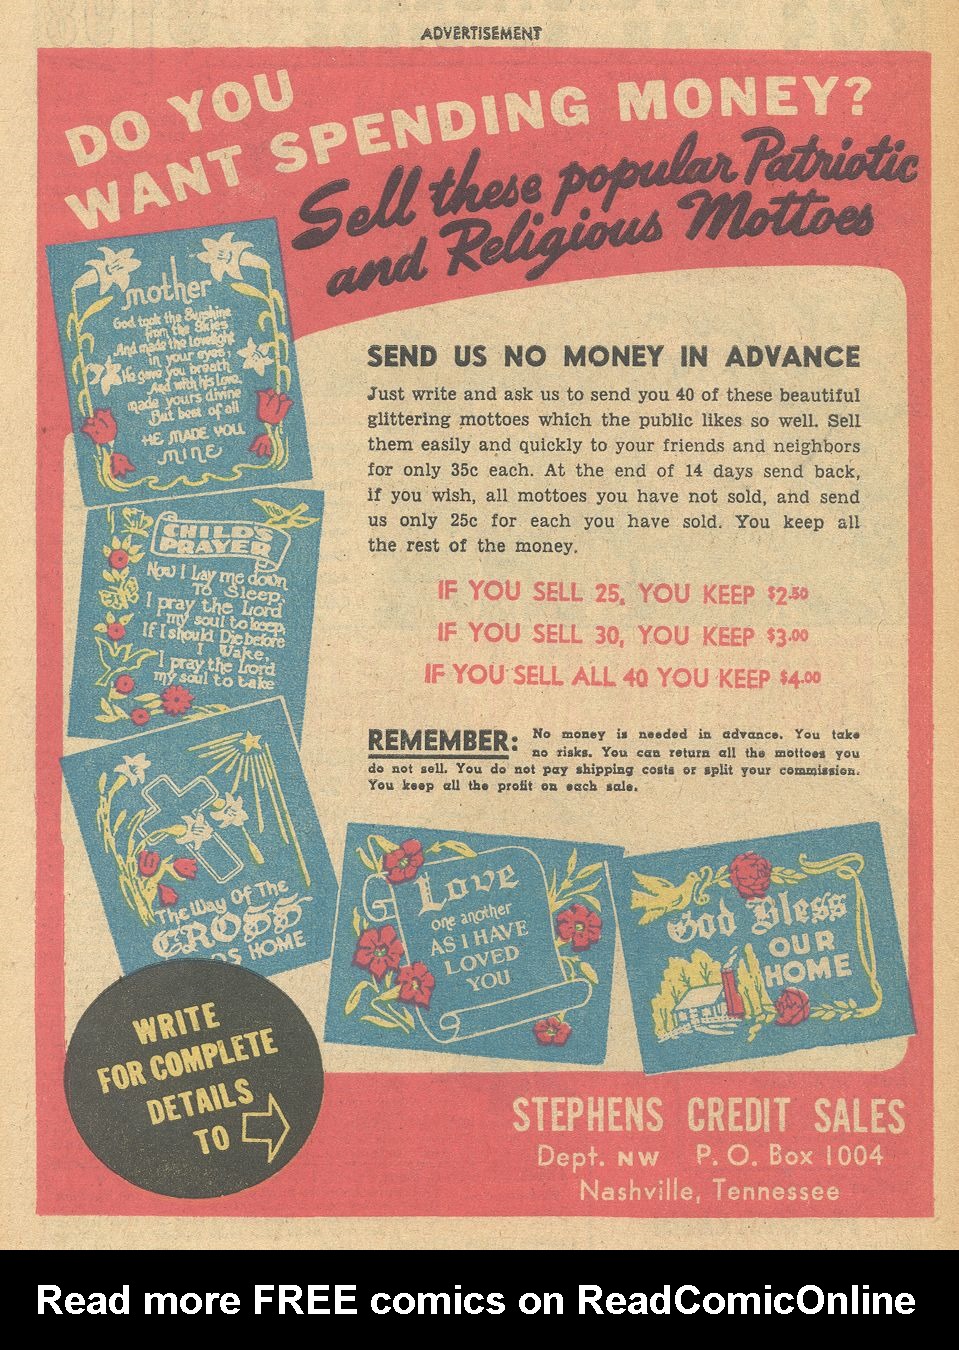 ADVERTISEMENT
DO YOU
WANT SPENDING MONEY?
Sell these popular Patriotic
and Religious Mottoes
mother
God took the Sunshine
from the Skies
And made the Lovelight
in your eyes,
He gave you breath
And with his Love,
made yours divine
But best of all
HE MADE YOU
MINE
CHILD'S
PRAYER
Now I Lay me down
To Sleep,
I pray the Lord
my soul to keep,
If I should Die before
I Wake,
I pray the Lord
my soul to take
The Way Of The
CROSS
HOME
SEND US NO MONEY IN ADVANCE
Just write and ask us to send you 40 of these beautiful
glittering mottoes which the public likes so well. Sell
them easily and quickly to your friends and neighbors
for only 35c each. At the end of 14 days send back,
if you wish, all mottoes you have not sold, and send
us only 25c for each you have sold. You keep all
the rest of the money.
IF YOU SELL 25, YOU KEEP $2.50
IF YOU SELL 30, YOU KEEP $3.00
IF YOU SELL ALL 40 YOU KEEP $4.00
REMEMBER: No money is needed in advance. You take
no risks. You can return all the mottoes you
do not sell. You do not pay shipping costs or split your commission.
You keep all the profit on each sale.
Love
one another
AS I HAVE
LOVED
YOU
God Bless
OUR
HOME
WRITE
FOR COMPLETE
DETAILS
TO
STEPHENS CREDIT SALES
Dept. NW P. O. Box 1004
Nashville, Tennessee
Read more FREE comics on ReadComicOnline